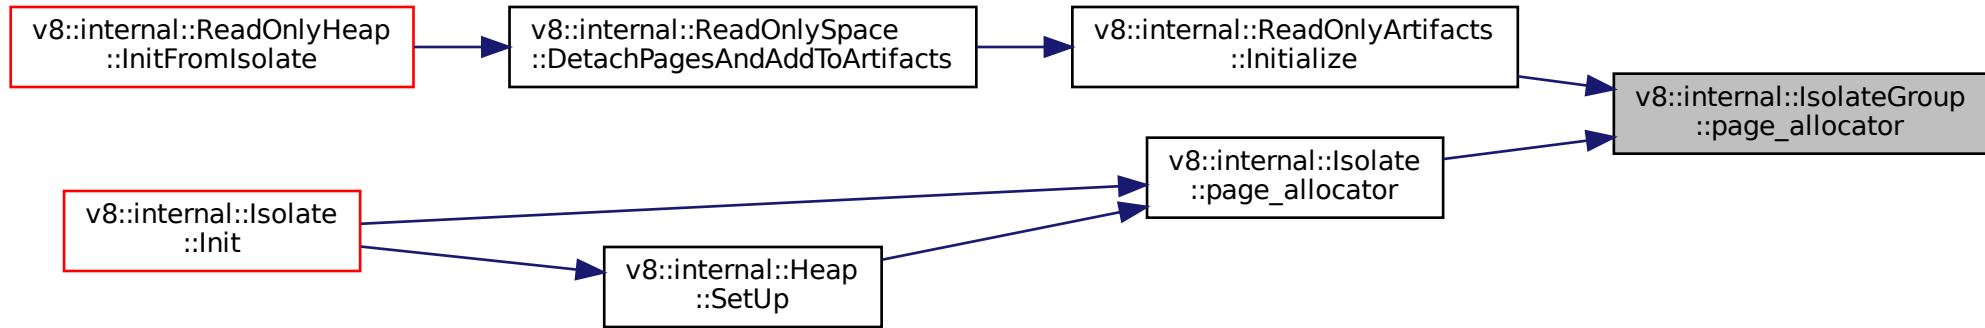 v8::internal::ReadOnlyHeap
::InitFromIsolate
v8::internal::ReadOnlySpace
::DetachPagesAndAddToArtifacts
v8::internal::ReadOnlyArtifacts
::Initialize
v8::internal::IsolateGroup
::page_allocator
v8::internal::Isolate
::page_allocator
v8::internal::Isolate
::Init
v8::internal::Heap
::SetUp